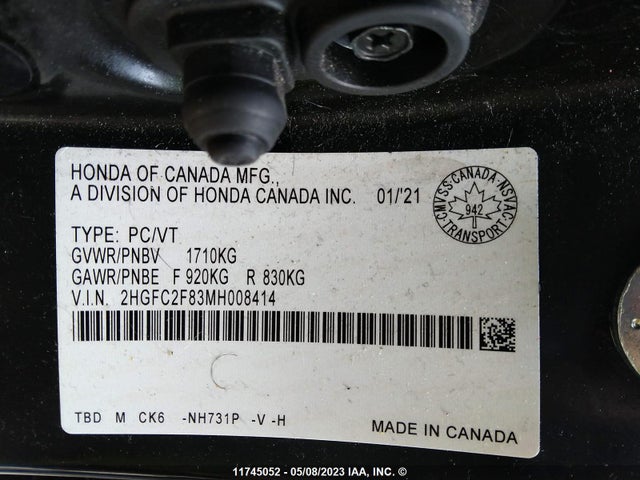 HONDA OF CANADA MFG.,
A DIVISION OF HONDA CANADA INC. 01/'21
CMVSS·CANADA·NSVAC
942
TRANSPORT
TYPE: PC/VT
GVWR/PNBV 1710KG
GAWR/PNBE F 920KG R 830KG
V.I.N. 2HGFC2F83MH008414
TBD M CK6 -NH731P -V -H
MADE IN CANADA
11745052 - 05/08/2023 IAA, INC. ©